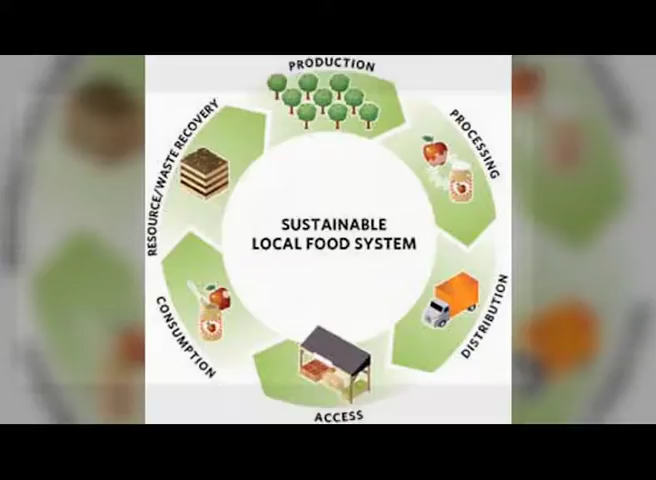 PRODUCTION
PROCESSING
DISTRIBUTION
ACCESS
CONSUMPTION
RESOURCE/WASTE RECOVERY
SUSTAINABLE
LOCAL FOOD SYSTEM